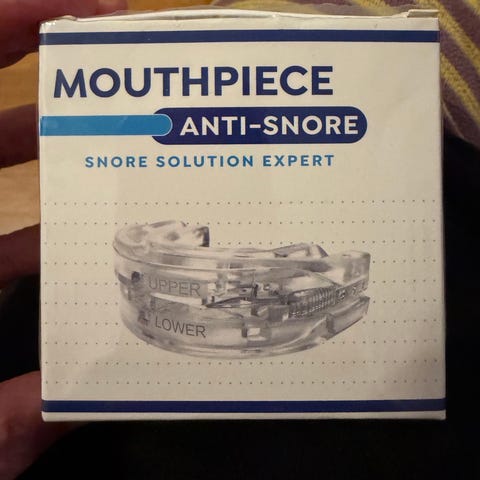 MOUTHPIECE
ANTI-SNORE
SNORE SOLUTION EXPERT
UPPER
LOWER